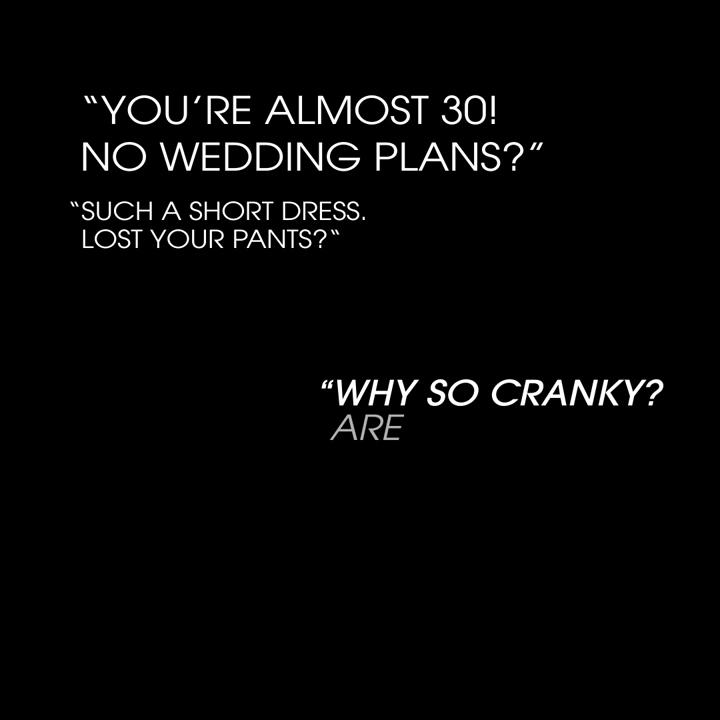 “YOU’RE ALMOST 30!
NO WEDDING PLANS?”
“SUCH A SHORT DRESS.
LOST YOUR PANTS?“
“WHY SO CRANKY?
ARE